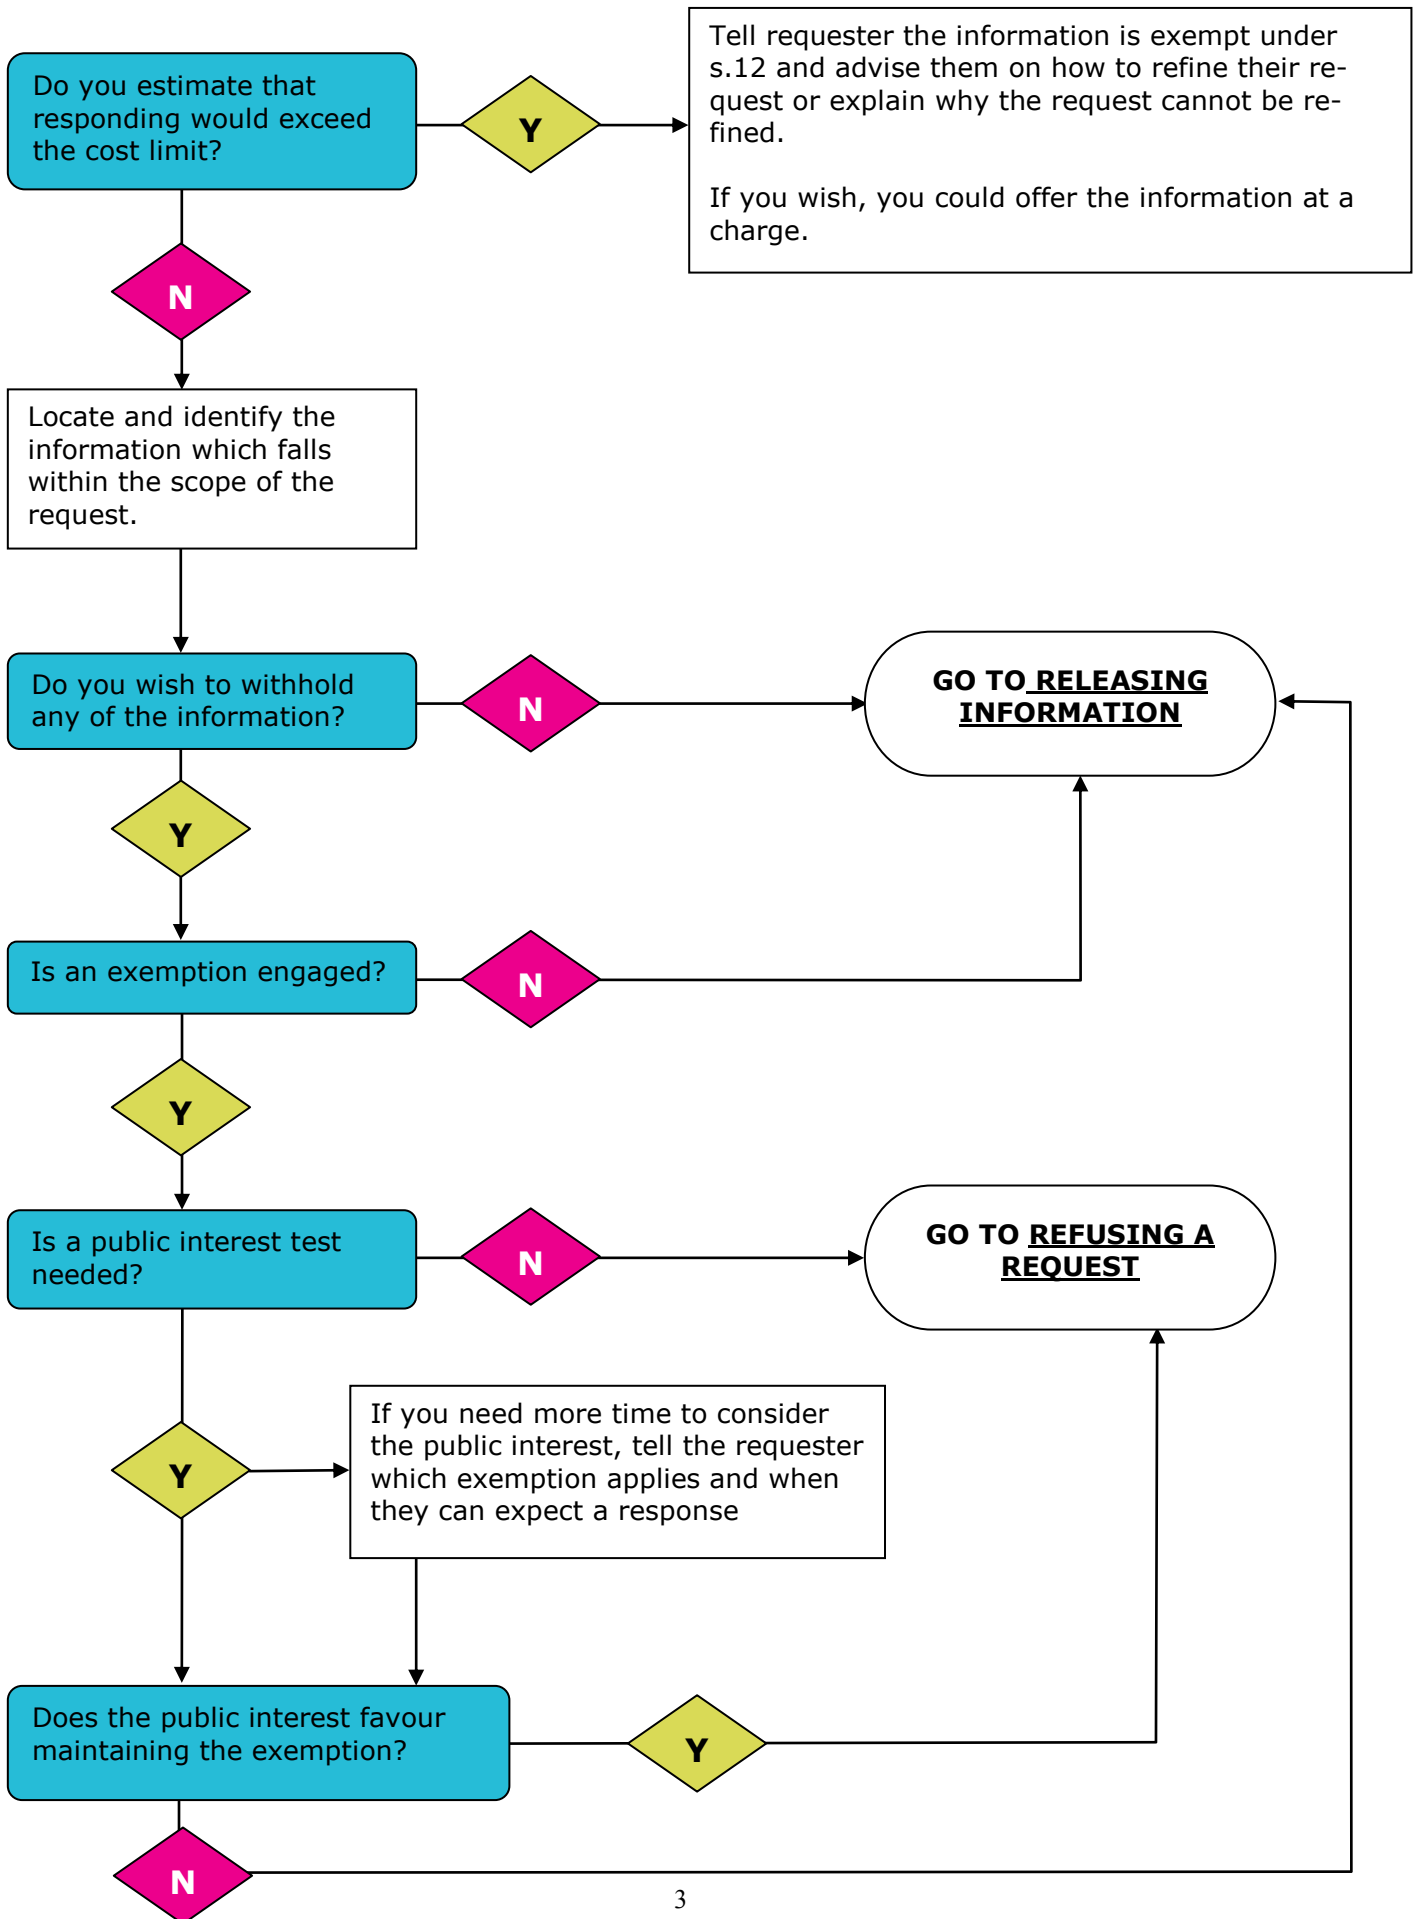 Do you estimate that
responding would exceed
the cost limit?
Y
Tell requester the information is exempt under
s.12 and advise them on how to refine their re-
quest or explain why the request cannot be re-
fined.
If you wish, you could offer the information at a
charge.
N
Locate and identify the
information which falls
within the scope of the
request.
Do you wish to withhold
any of the information?
N
GO TO RELEASING
INFORMATION
Y
Is an exemption engaged?
N
Y
Is a public interest test
needed?
N
GO TO REFUSING A
REQUEST
Y
If you need more time to consider
the public interest, tell the requester
which exemption applies and when
they can expect a response
Does the public interest favour
maintaining the exemption?
Y
N
3